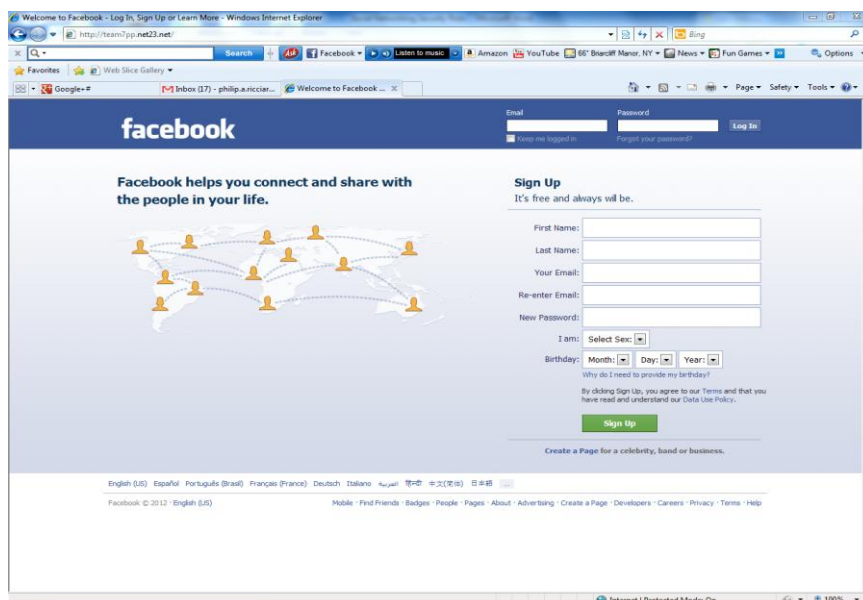 Welcome to Facebook - Log In, Sign Up or Learn More - Windows Internet Explorer
http://team7pp.net23.net/
Bing
Search
Ask
Facebook
Listen to music
Amazon
YouTube
66° Briarcliff Manor, NY
News
Fun Games
Options
Favorites
Web Slice Gallery
Google+#
Inbox (17) - philip.a.ricciar...
Welcome to Facebook ...
Page
Safety
Tools
facebook
Email
Password
Log In
Keep me logged in
Forgot your password?
Facebook helps you connect and share with
the people in your life.
Sign Up
It's free and always will be.
First Name:
Last Name:
Your Email:
Re-enter Email:
New Password:
I am: Select Sex:
Birthday: Month: Day: Year:
Why do I need to provide my birthday?
By clicking Sign Up, you agree to our Terms and that you
have read and understand our Data Use Policy.
Sign Up
Create a Page for a celebrity, band or business.
English (US) Español Português (Brasil) Français (France) Deutsch Italiano العربية हिन्दी 中文(简体) 日本語 ...
Facebook © 2012 · English (US)
Mobile · Find Friends · Badges · People · Pages · About · Advertising · Create a Page · Developers · Careers · Privacy · Terms · Help
Internet | Protected Mode: On
100%